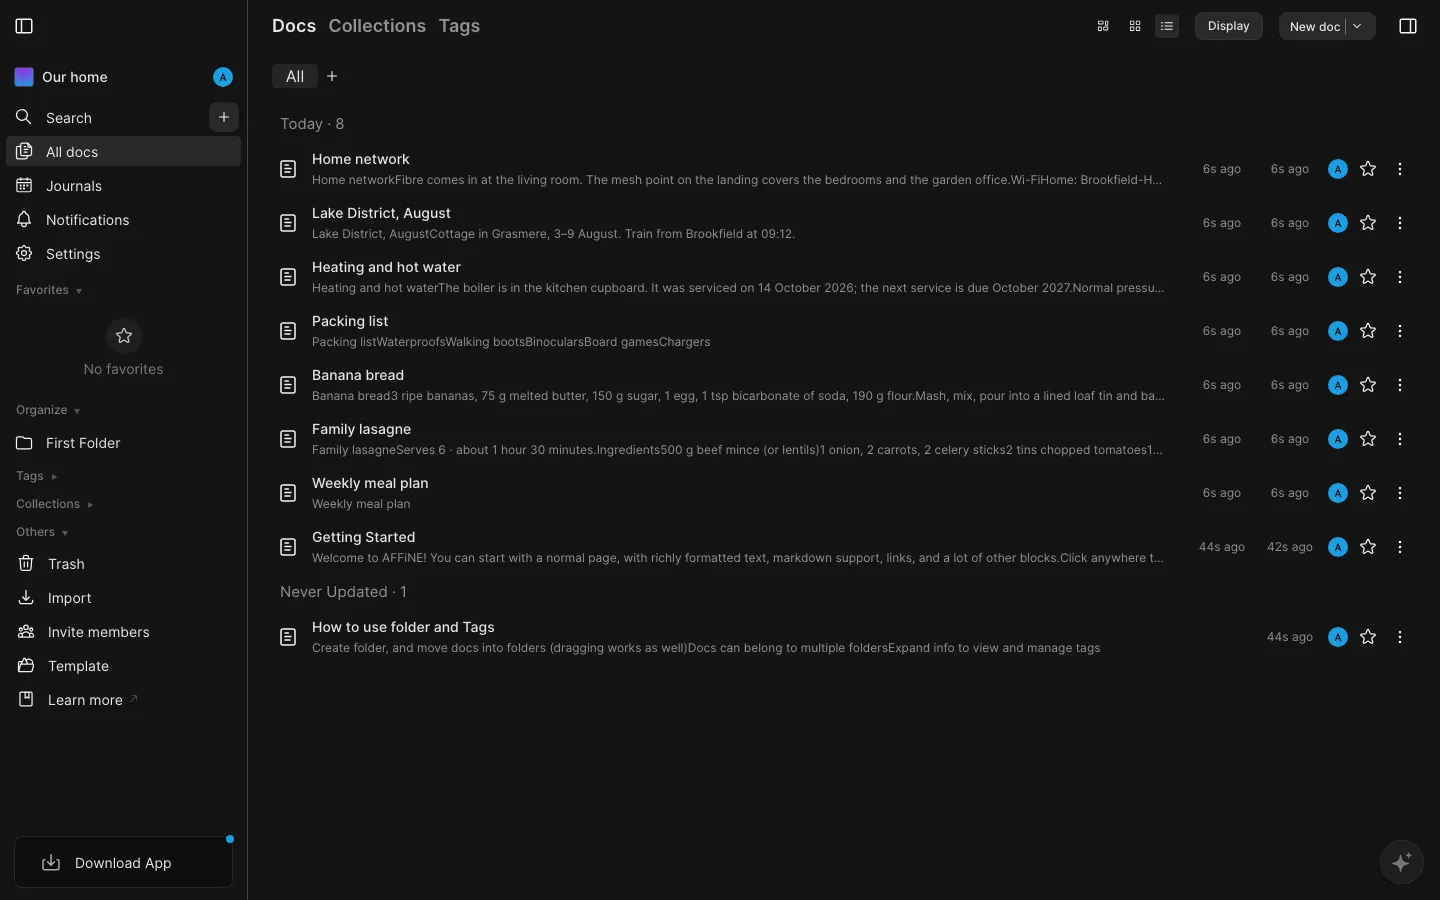 Our home
A
Search
All docs
Journals
Notifications
Settings
Favorites
No favorites
Organize
First Folder
Tags
Collections
Others
Trash
Import
Invite members
Template
Learn more
Download App
Docs Collections Tags
Display
New doc
All
Today · 8
Home network
Home networkFibre comes in at the living room. The mesh point on the landing covers the bedrooms and the garden office.Wi-FiHome: Brookfield-H...
6s ago 6s ago A
Lake District, August
Lake District, AugustCottage in Grasmere, 3–9 August. Train from Brookfield at 09:12.
6s ago 6s ago A
Heating and hot water
Heating and hot waterThe boiler is in the kitchen cupboard. It was serviced on 14 October 2026; the next service is due October 2027.Normal pressu...
6s ago 6s ago A
Packing list
Packing listWaterproofsWalking bootsBinocularsBoard gamesChargers
6s ago 6s ago A
Banana bread
Banana bread3 ripe bananas, 75 g melted butter, 150 g sugar, 1 egg, 1 tsp bicarbonate of soda, 190 g flour.Mash, mix, pour into a lined loaf tin and ba...
6s ago 6s ago A
Family lasagne
Family lasagneServes 6 · about 1 hour 30 minutes.Ingredients500 g beef mince (or lentils)1 onion, 2 carrots, 2 celery sticks2 tins chopped tomatoes1...
6s ago 6s ago A
Weekly meal plan
Weekly meal plan
6s ago 6s ago A
Getting Started
Welcome to AFFiNE! You can start with a normal page, with richly formatted text, markdown support, links, and a lot of other blocks.Click anywhere t...
44s ago 42s ago A
Never Updated · 1
How to use folder and Tags
Create folder, and move docs into folders (dragging works as well)Docs can belong to multiple foldersExpand info to view and manage tags
44s ago A